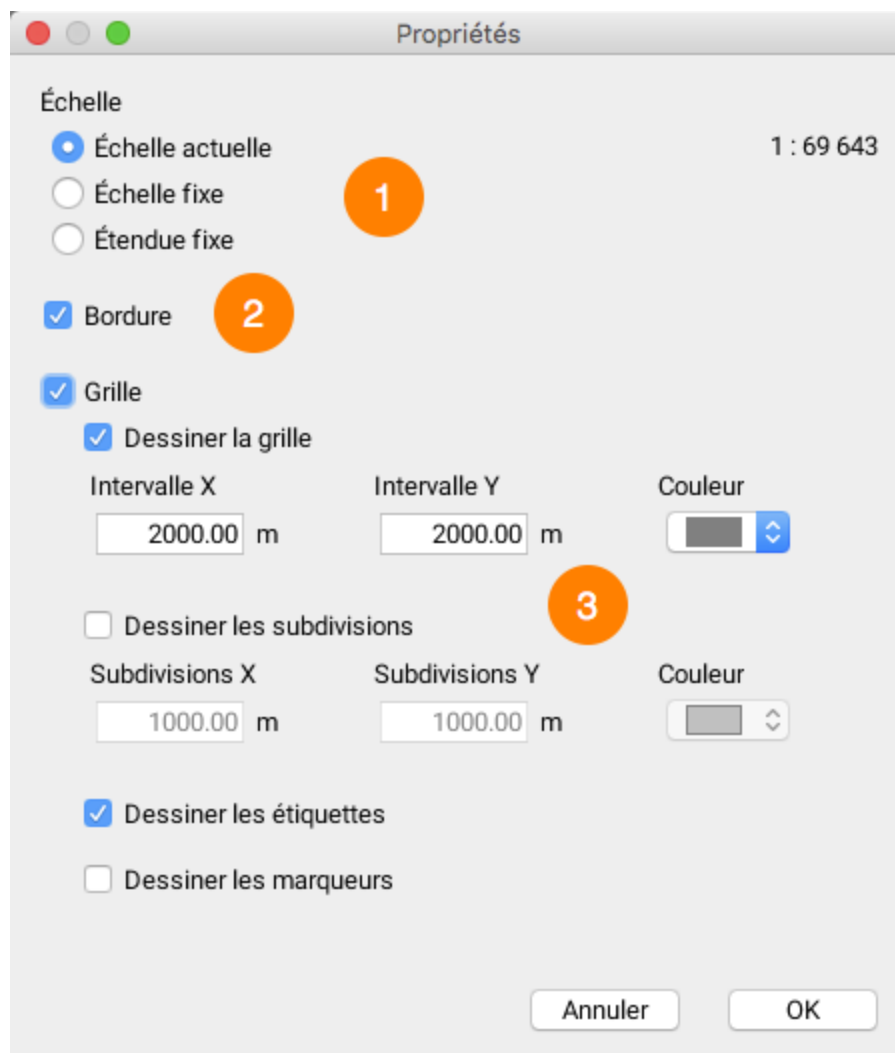 Propriétés
Échelle
Échelle actuelle 1 : 69 643
Échelle fixe
1
Étendue fixe
Bordure 2
Grille
Dessiner la grille
Intervalle X Intervalle Y Couleur
2000.00 m 2000.00 m
3
Dessiner les subdivisions
Subdivisions X Subdivisions Y Couleur
1000.00 m 1000.00 m
Dessiner les étiquettes
Dessiner les marqueurs
Annuler OK